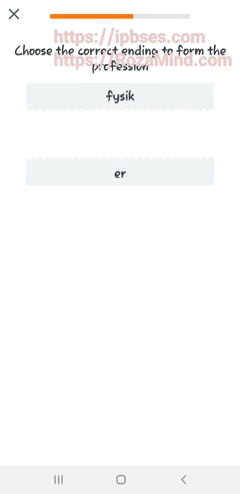 Choose the correct ending to form the
https://ipbses.com
profession
https://RozaMind.com
fysik
er